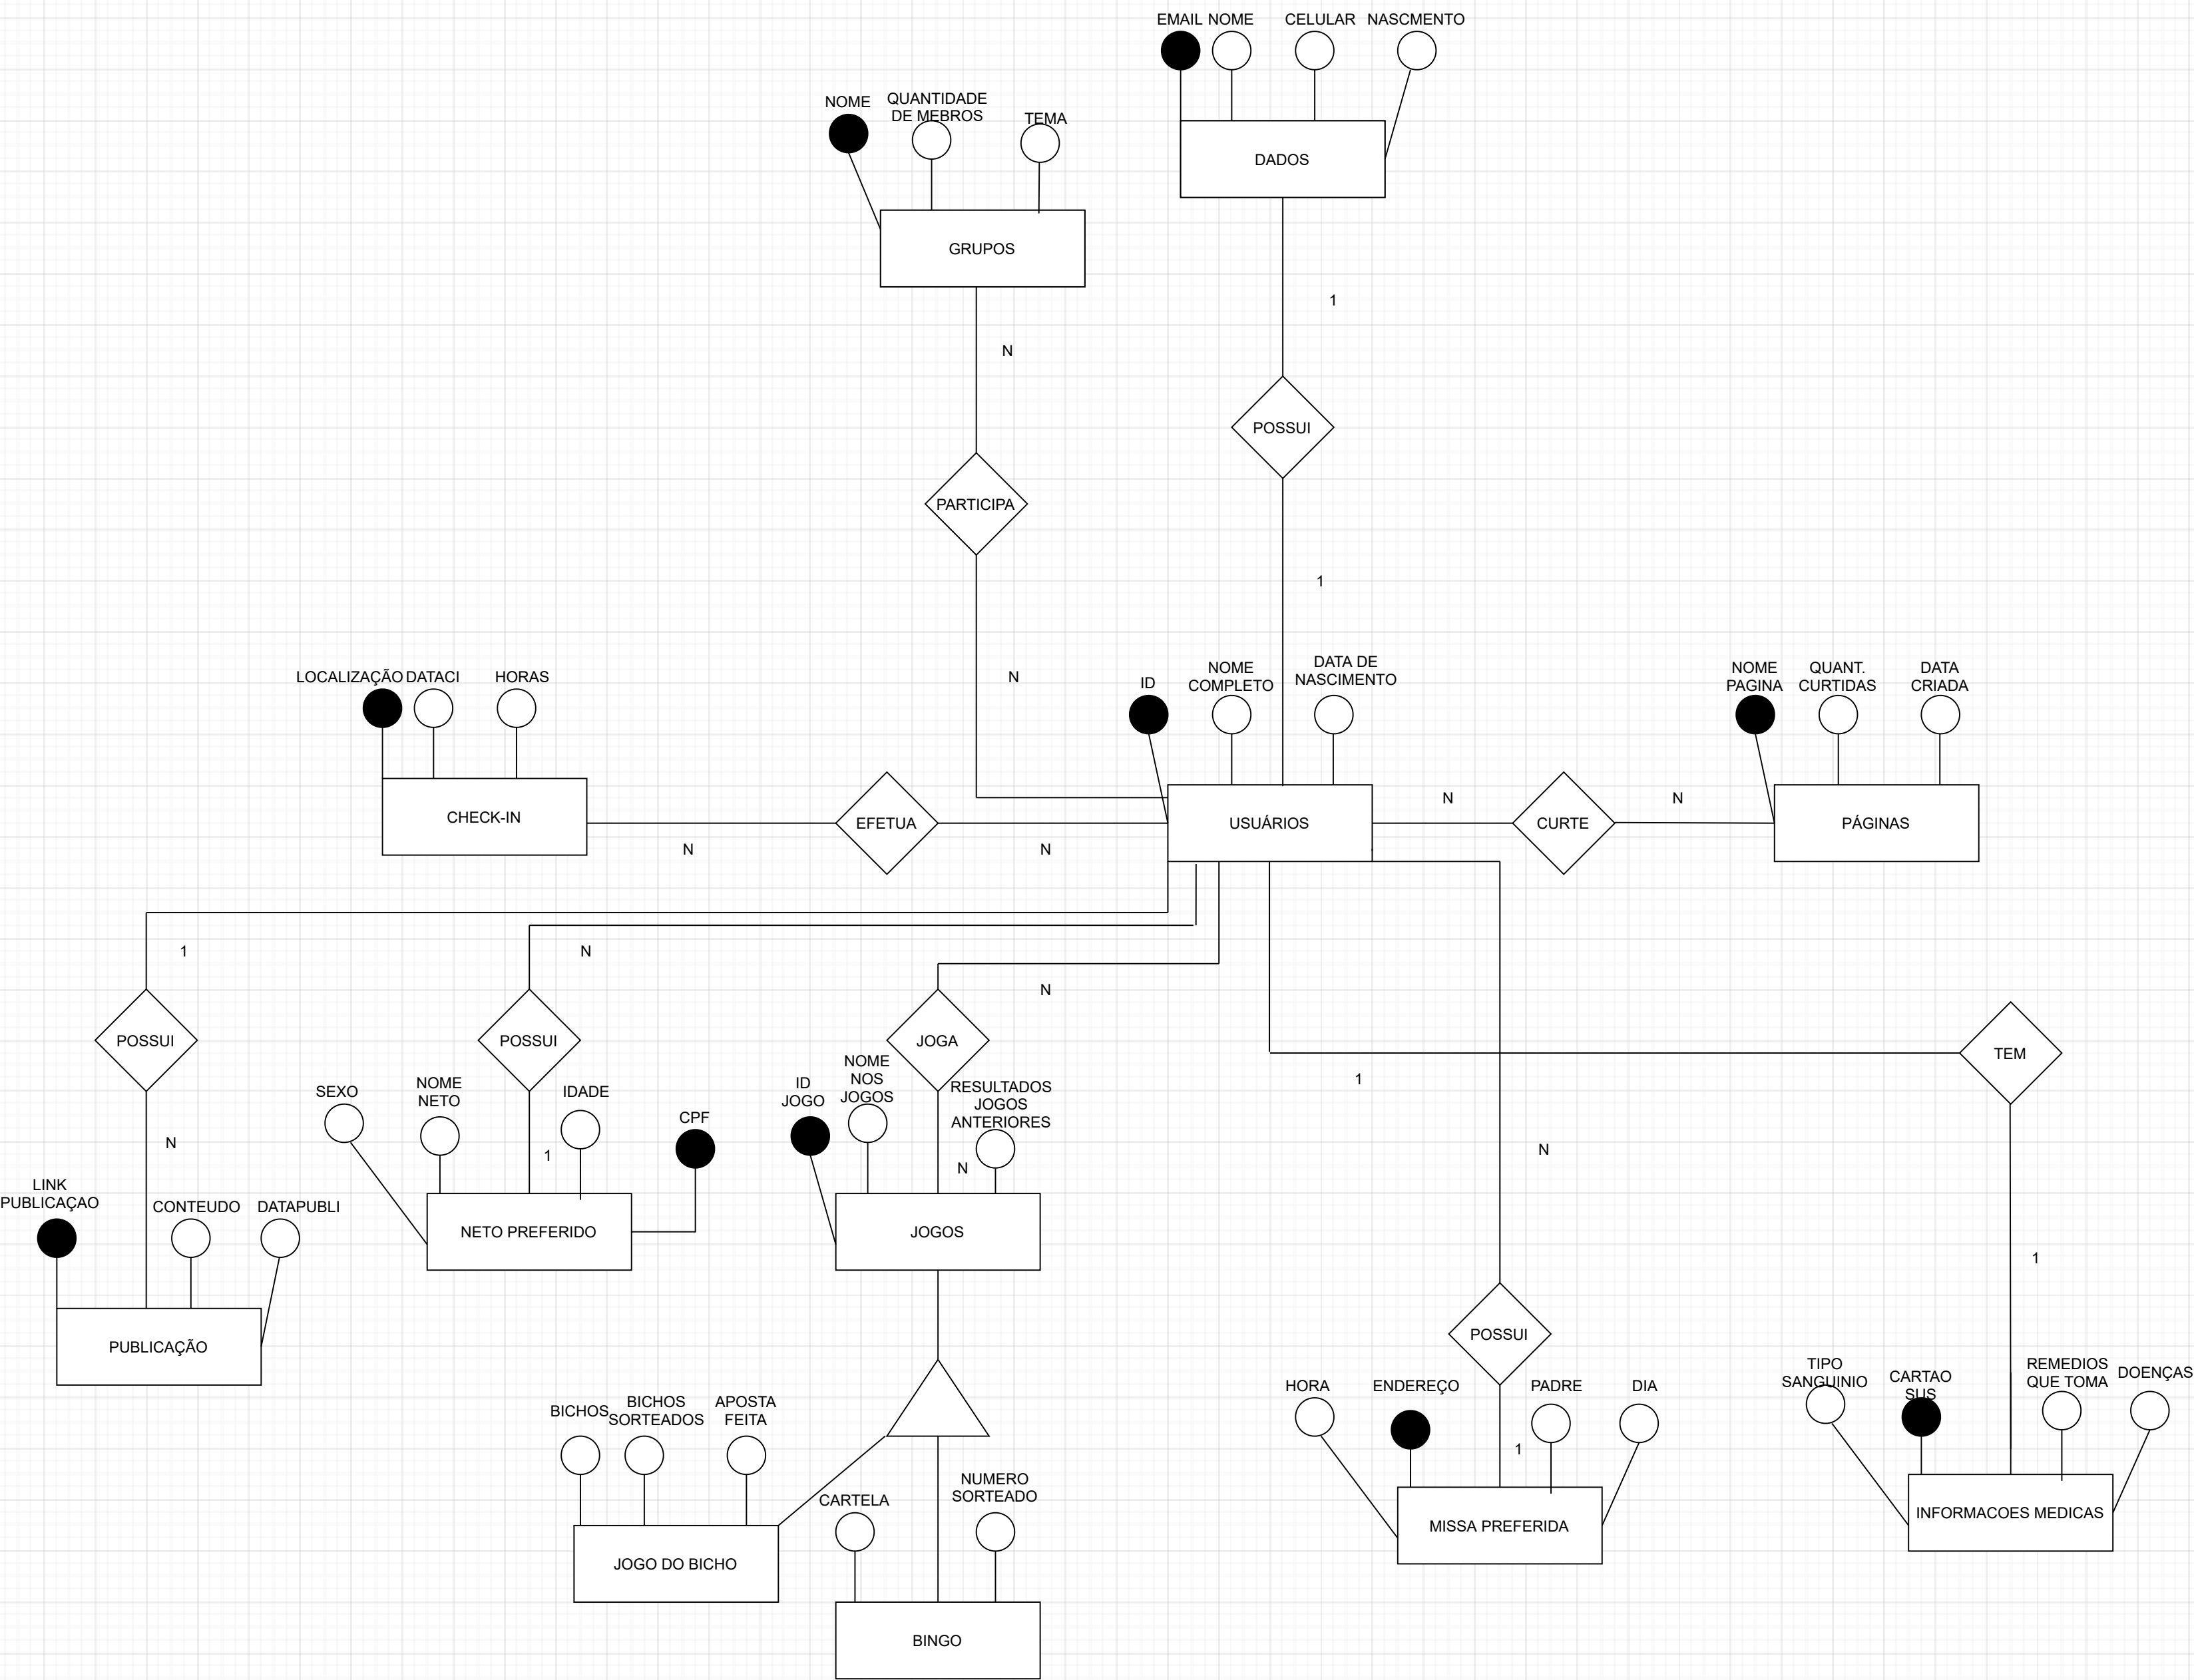 EMAIL
NOME
CELULAR
NASCMENTO
DADOS
NOME
QUANTIDADE
DE MEBROS
TEMA
GRUPOS
1
N
POSSUI
PARTICIPA
1
N
LOCALIZAÇÃO
DATACI
HORAS
CHECK-IN
N
EFETUA
N
ID
NOME
COMPLETO
DATA DE
NASCIMENTO
USUÁRIOS
N
CURTE
N
NOME
PAGINA
QUANT.
CURTIDAS
DATA
CRIADA
PÁGINAS
1
N
N
POSSUI
POSSUI
JOGA
TEM
1
N
N
1
LINK
PUBLICAÇAO
CONTEUDO
DATAPUBLI
PUBLICAÇÃO
SEXO
NOME
NETO
1
IDADE
CPF
NETO PREFERIDO
ID
JOGO
NOME
NOS
JOGOS
RESULTADOS
JOGOS
ANTERIORES
N
JOGOS
BICHOS
BICHOS
SORTEADOS
APOSTA
FEITA
JOGO DO BICHO
CARTELA
NUMERO
SORTEADO
BINGO
POSSUI
HORA
ENDEREÇO
PADRE
DIA
1
MISSA PREFERIDA
TIPO
SANGUINIO
CARTAO
SUS
REMEDIOS
QUE TOMA
DOENÇAS
INFORMACOES MEDICAS